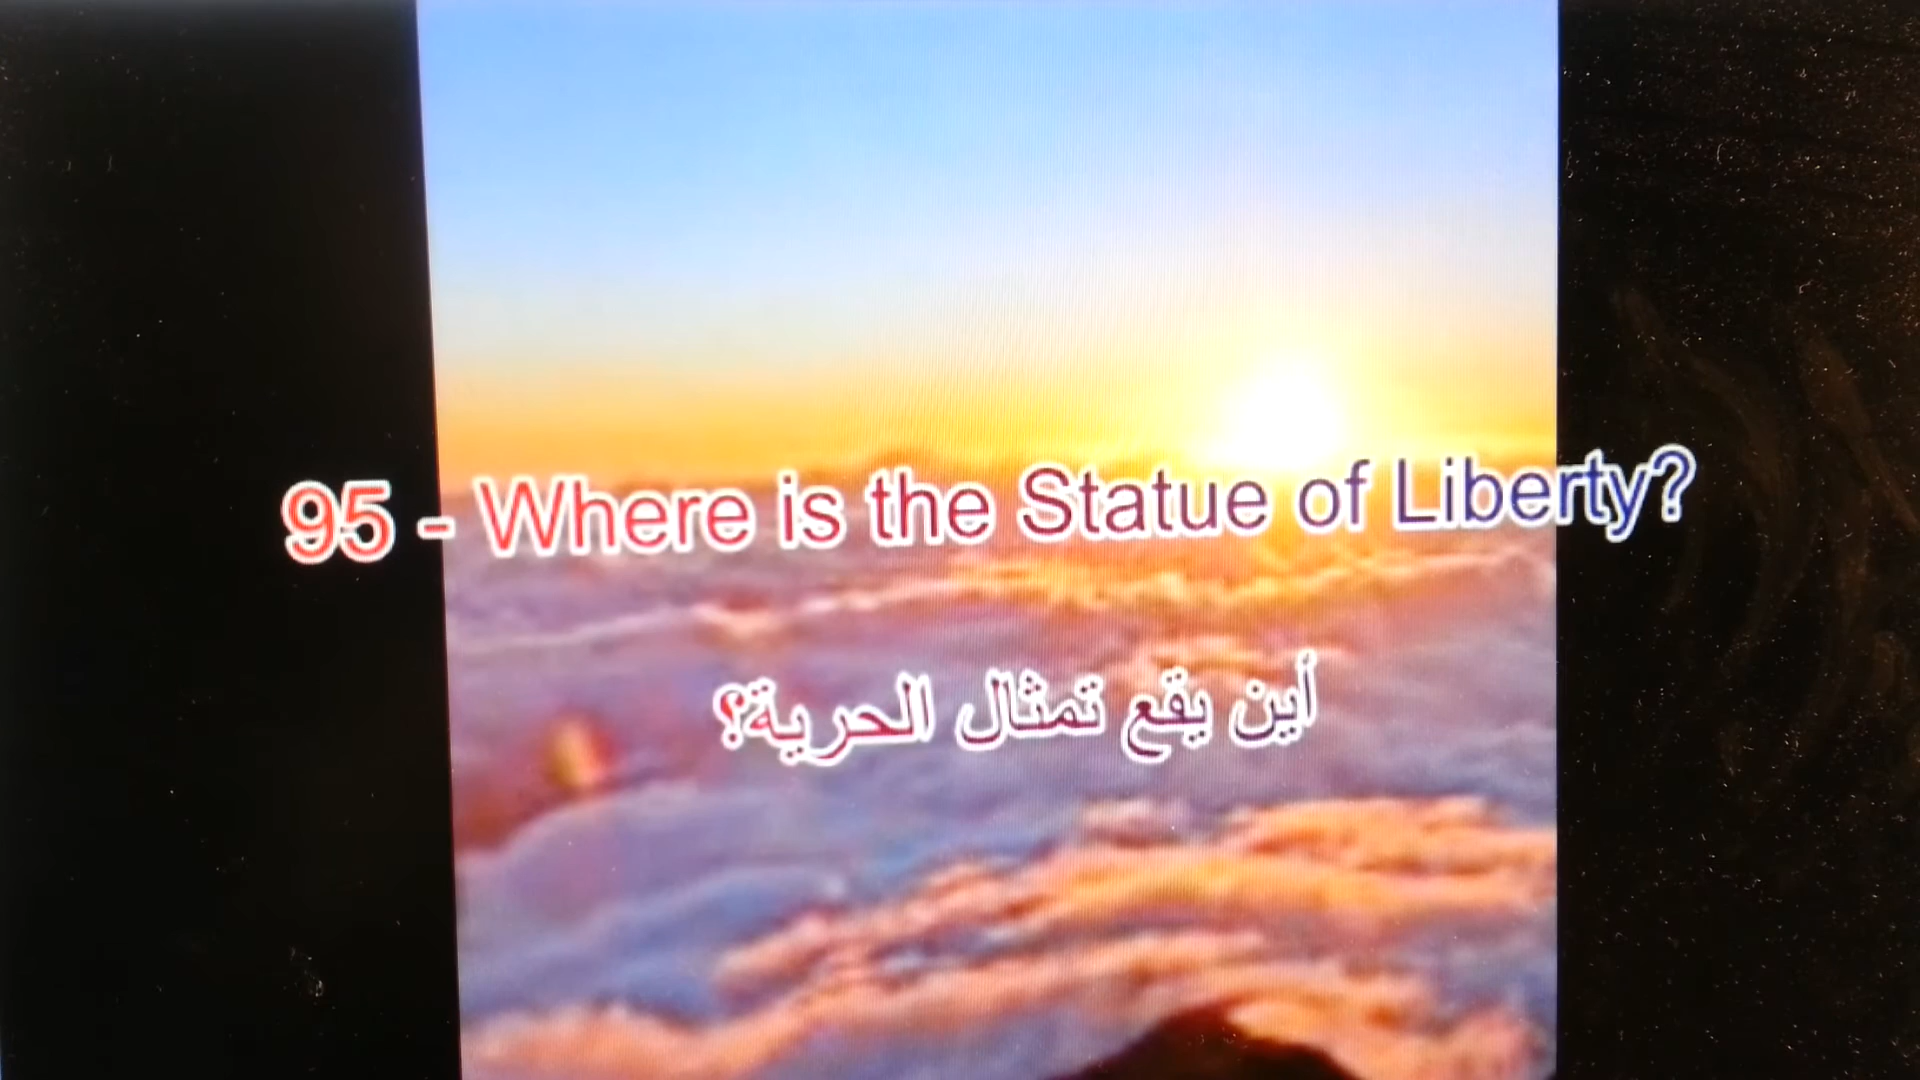 95 - Where is the Statue of Liberty?
أين يقع تمثال الحرية؟